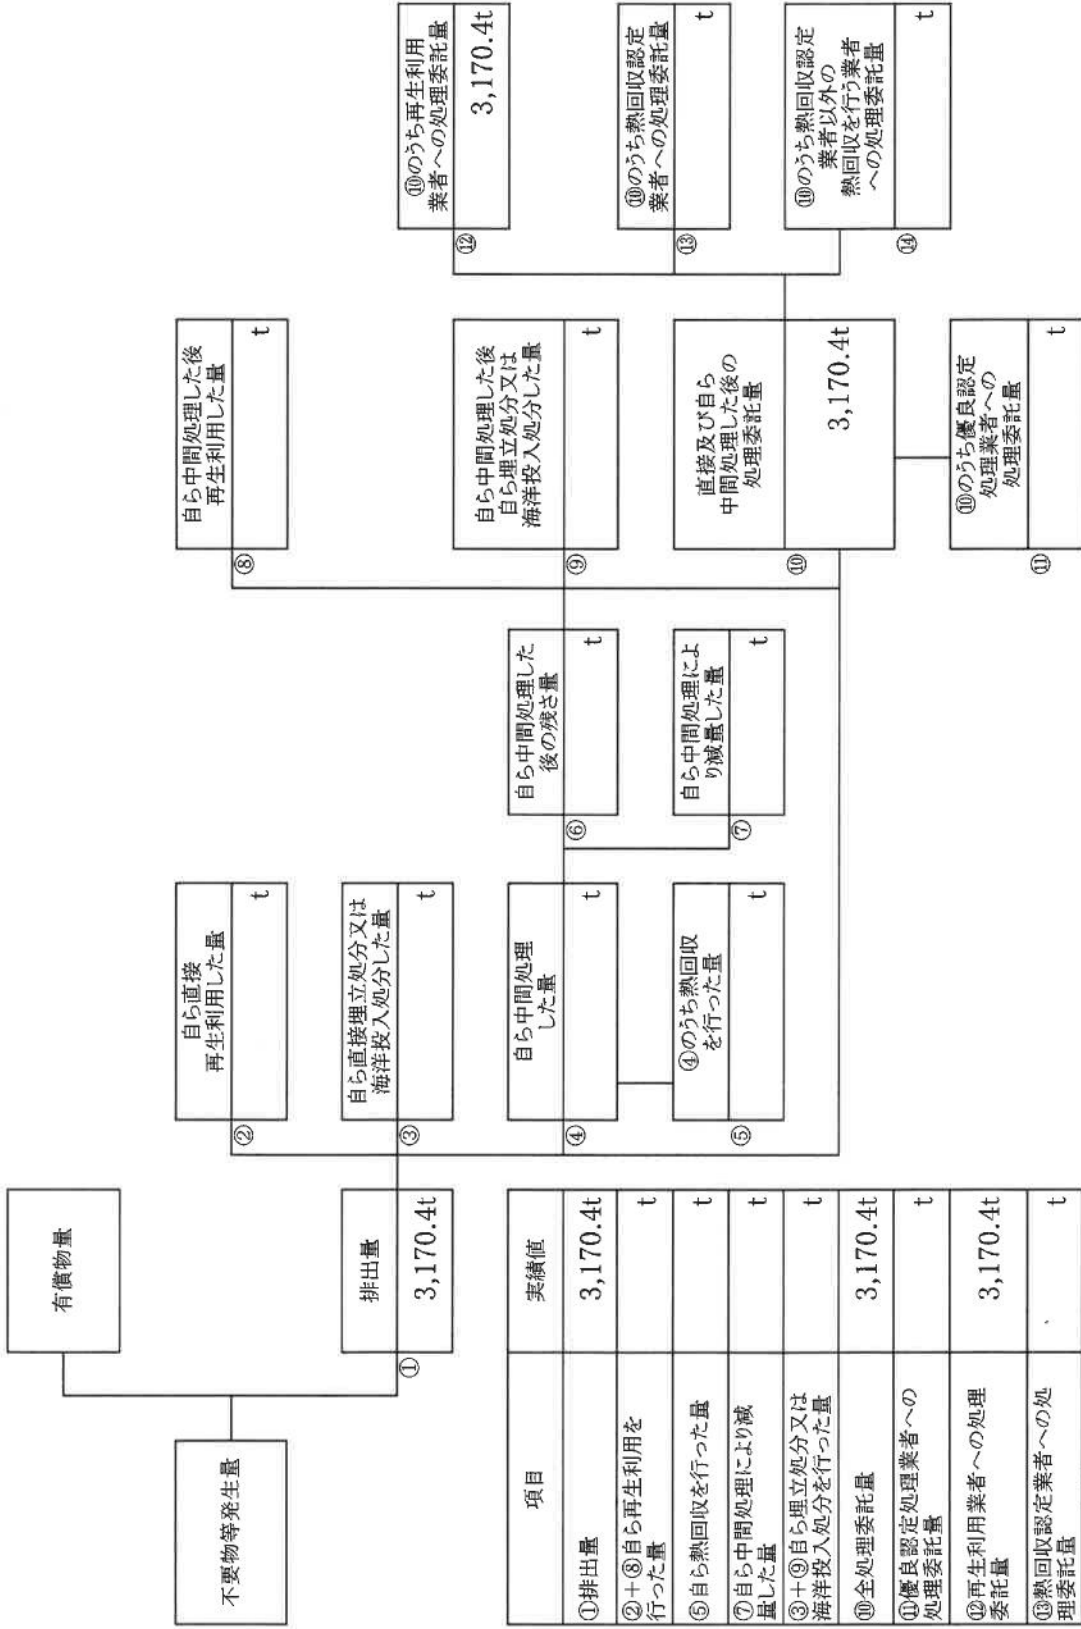 不要物等発生量
有償物量
排出量
① 3,170.4t
自ら直接
再生利用した量
② t
自ら直接埋立処分又は
海洋投入処分した量
③ t
自ら中間処理
した量
④ t
④のうち熱回収
を行った量
⑤ t
自ら中間処理した
後の残さ量
⑥ t
自ら中間処理によ
り減量した量
⑦ t
自ら中間処理した後
再生利用した量
⑧ t
自ら中間処理した後
自ら埋立処分又は
海洋投入処分した量
⑨ t
直接及び自ら
中間処理した後の
処理委託量
⑩ 3,170.4t
⑩のうち優良認定
処理業者への
処理委託量
⑪ t
⑩のうち再生利用
業者への処理委託量
⑫ 3,170.4t
⑩のうち熱回収認定
業者への処理委託量
⑬ t
⑩のうち熱回収認定
業者以外の
熱回収を行う業者
への処理委託量
⑭ t
項目 実績値
①排出量 3,170.4t
②+⑧自ら再生利用を
行った量 t
⑤自ら熱回収を行った量 t
⑦自ら中間処理により減
量した量 t
③+⑨自ら埋立処分又は
海洋投入処分を行った量 t
⑩全処理委託量 3,170.4t
⑪優良認定処理業者への
処理委託量 t
⑫再生利用業者への処理
委託量 3,170.4t
⑬熱回収認定業者への処
理委託量 t